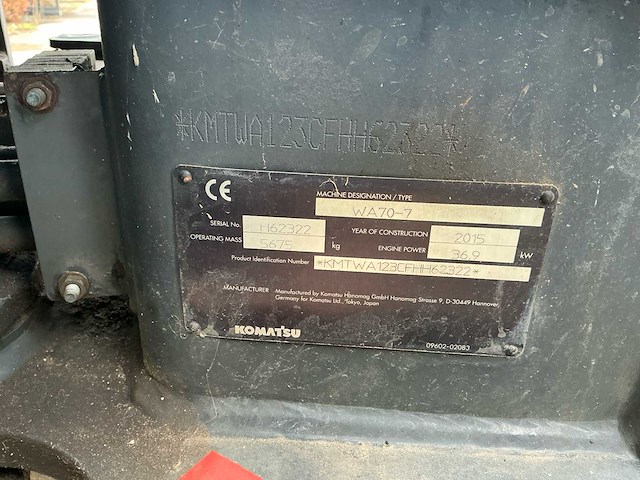 *KMTWA123CFHH62322*
CE
MACHINE DESIGNATION / TYPE
WA70-7
SERIAL No. H62322 YEAR OF CONSTRUCTION 2015
OPERATING MASS 5675 kg ENGINE POWER 36.9 kW
Product Identification Number *KMTWA123CFHH62322*
MANUFACTURER Manufactured by Komatsu Hanomag GmbH Hanomag Strasse 9, D-30449 Hannover
Germany for Komatsu Ltd., Tokyo, Japan
KOMATSU
09602-02083